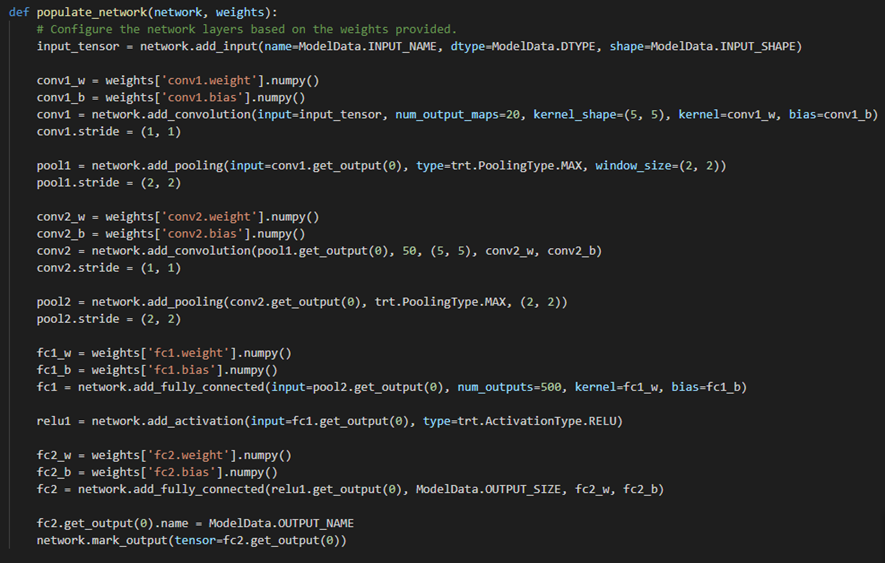 def populate_network(network, weights):
    # Configure the network layers based on the weights provided.
    input_tensor = network.add_input(name=ModelData.INPUT_NAME, dtype=ModelData.DTYPE, shape=ModelData.INPUT_SHAPE)

    conv1_w = weights['conv1.weight'].numpy()
    conv1_b = weights['conv1.bias'].numpy()
    conv1 = network.add_convolution(input=input_tensor, num_output_maps=20, kernel_shape=(5, 5), kernel=conv1_w, bias=conv1_b)
    conv1.stride = (1, 1)

    pool1 = network.add_pooling(input=conv1.get_output(0), type=trt.PoolingType.MAX, window_size=(2, 2))
    pool1.stride = (2, 2)

    conv2_w = weights['conv2.weight'].numpy()
    conv2_b = weights['conv2.bias'].numpy()
    conv2 = network.add_convolution(pool1.get_output(0), 50, (5, 5), conv2_w, conv2_b)
    conv2.stride = (1, 1)

    pool2 = network.add_pooling(conv2.get_output(0), trt.PoolingType.MAX, (2, 2))
    pool2.stride = (2, 2)

    fc1_w = weights['fc1.weight'].numpy()
    fc1_b = weights['fc1.bias'].numpy()
    fc1 = network.add_fully_connected(input=pool2.get_output(0), num_outputs=500, kernel=fc1_w, bias=fc1_b)

    relu1 = network.add_activation(input=fc1.get_output(0), type=trt.ActivationType.RELU)

    fc2_w = weights['fc2.weight'].numpy()
    fc2_b = weights['fc2.bias'].numpy()
    fc2 = network.add_fully_connected(relu1.get_output(0), ModelData.OUTPUT_SIZE, fc2_w, fc2_b)

    fc2.get_output(0).name = ModelData.OUTPUT_NAME
    network.mark_output(tensor=fc2.get_output(0))